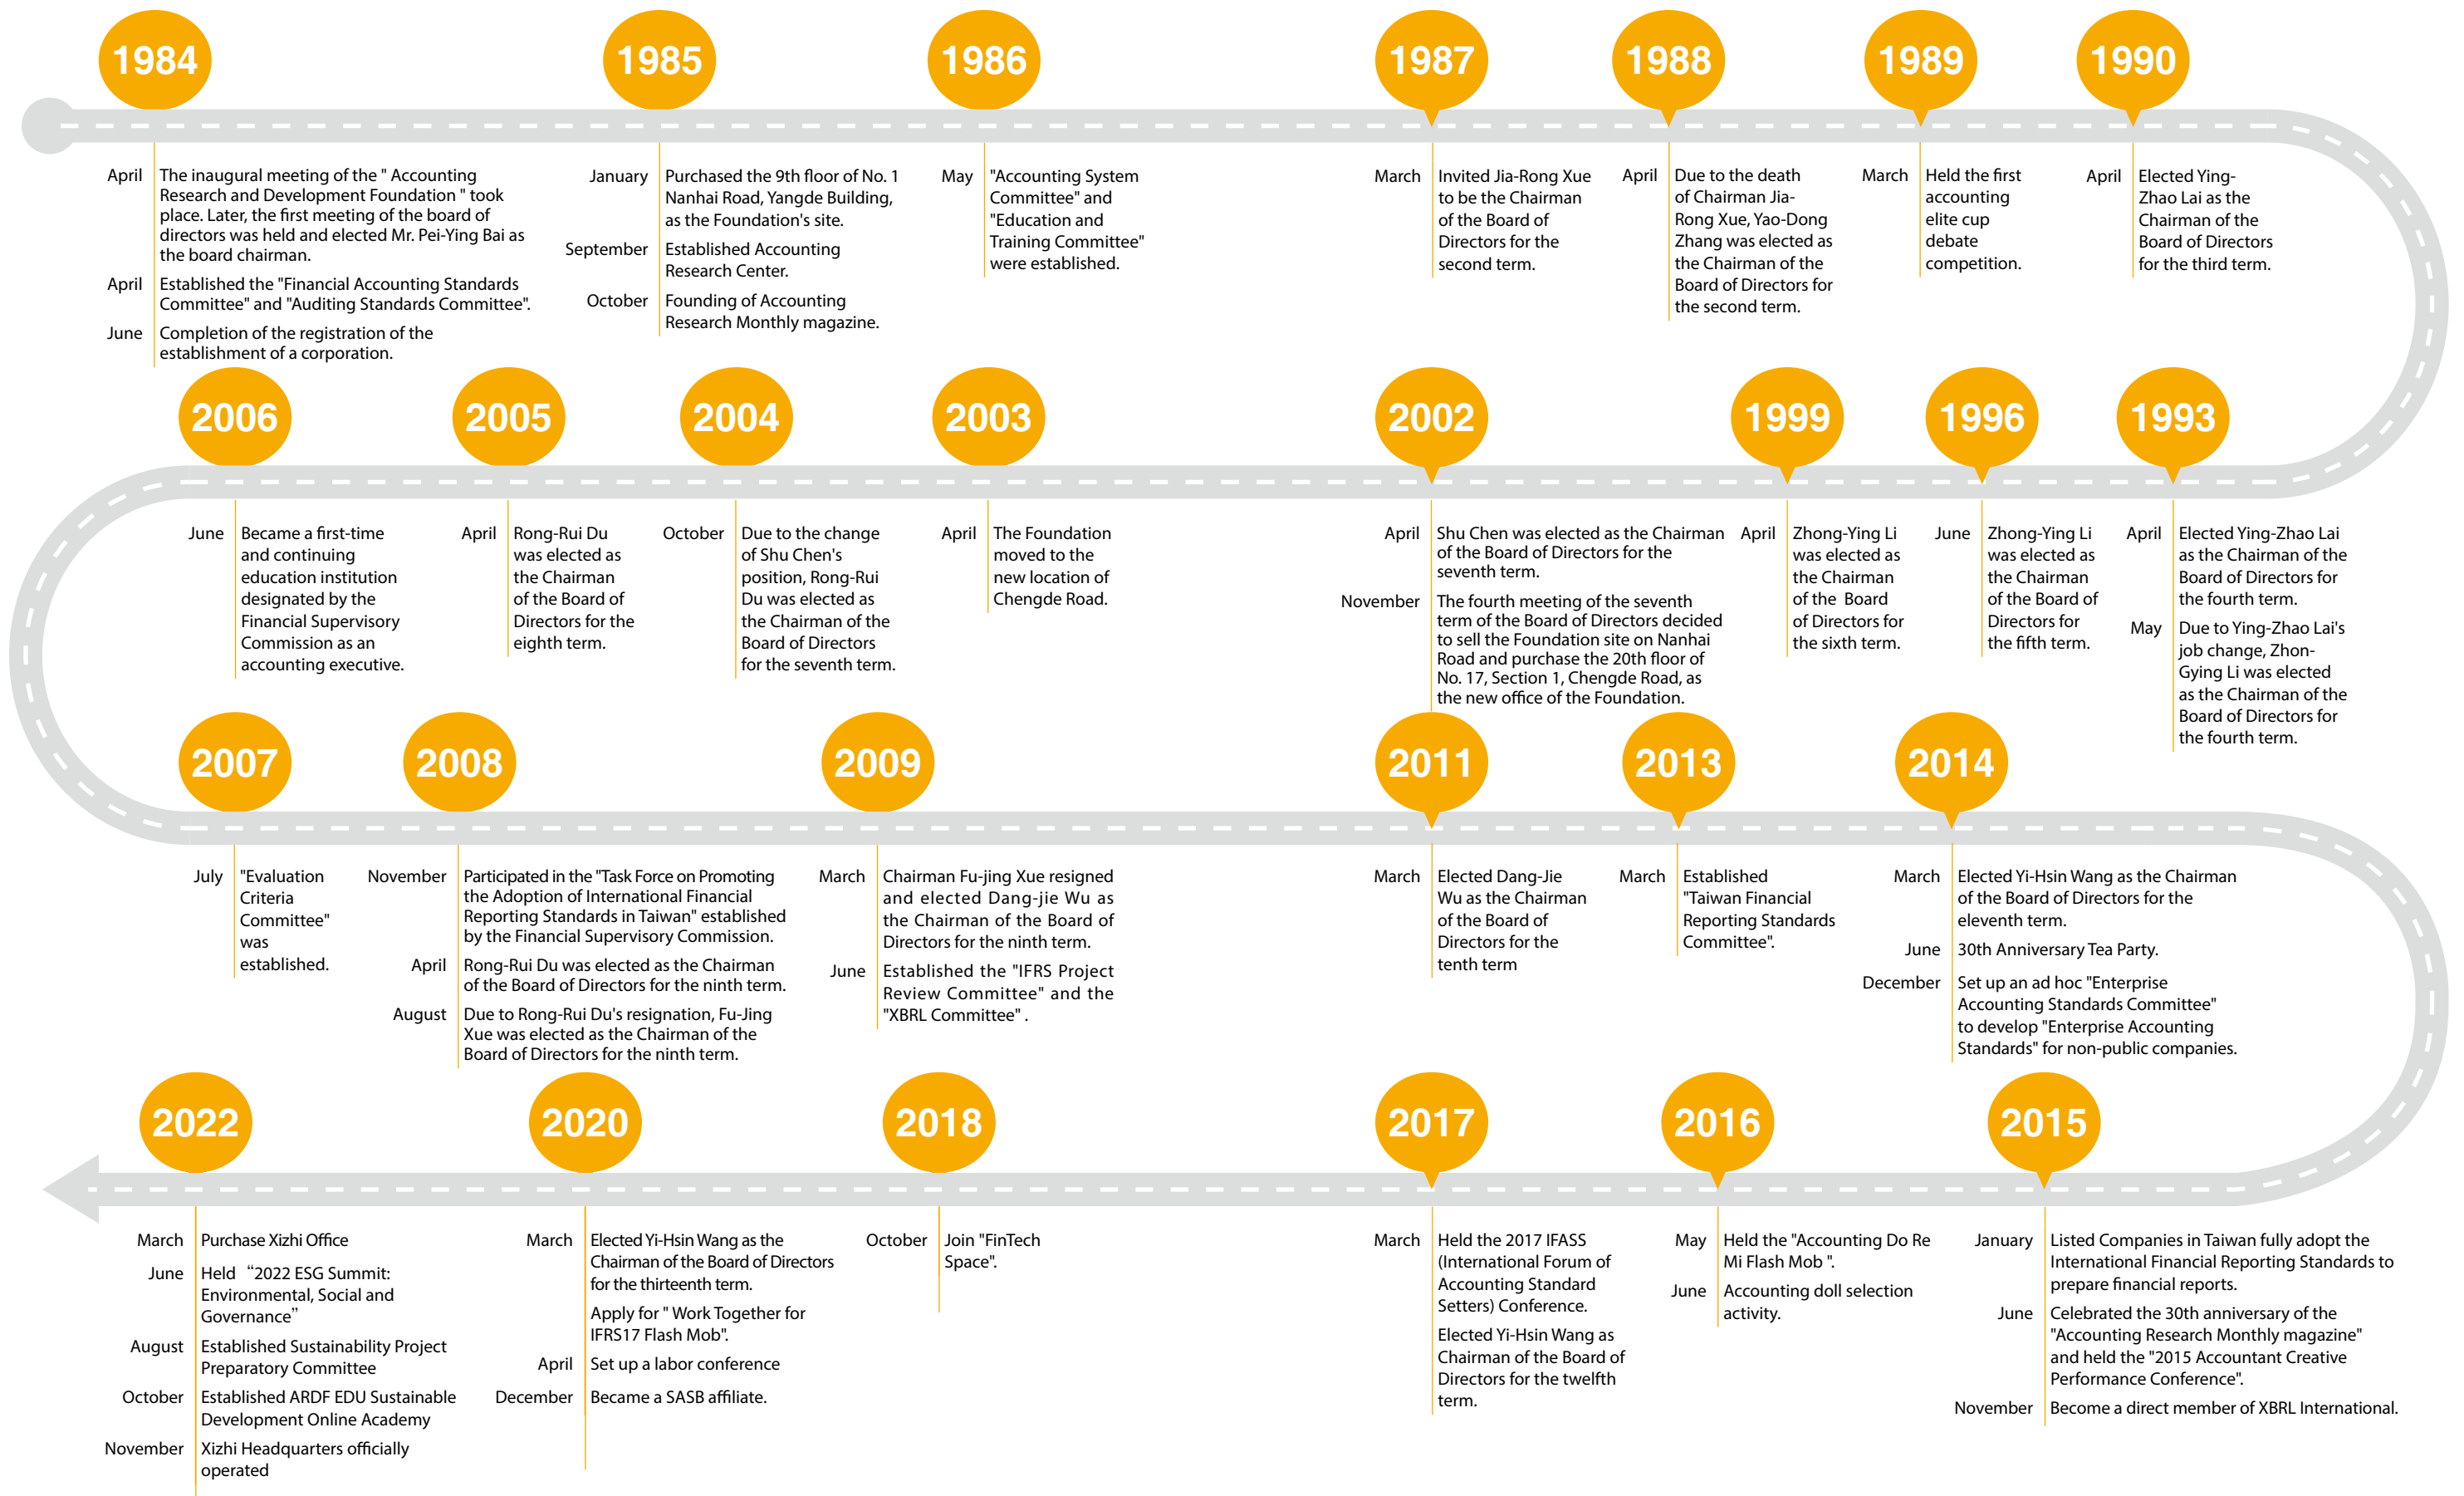 1984
April
The inaugural meeting of the " Accounting
Research and Development Foundation " took
place. Later, the first meeting of the board of
directors was held and elected Mr. Pei-Ying Bai as
the board chairman.
April
Established the "Financial Accounting Standards
Committee" and "Auditing Standards Committee".
June
Completion of the registration of the
establishment of a corporation.
1985
January
Purchased the 9th floor of No. 1
Nanhai Road, Yangde Building,
as the Foundation's site.
September
Established Accounting
Research Center.
October
Founding of Accounting
Research Monthly magazine.
1986
May
"Accounting System
Committee" and
"Education and
Training Committee"
were established.
1987
March
Invited Jia-Rong Xue
to be the Chairman
of the Board of
Directors for the
second term.
1988
April
Due to the death
of Chairman Jia-
Rong Xue, Yao-Dong
Zhang was elected as
the Chairman of the
Board of Directors for
the second term.
1989
March
Held the first
accounting
elite cup
debate
competition.
1990
April
Elected Ying-
Zhao Lai as the
Chairman of the
Board of Directors
for the third term.
1993
April
Elected Ying-Zhao Lai
as the Chairman of the
Board of Directors for
the fourth term.
May
Due to Ying-Zhao Lai's
job change, Zhon-
Gying Li was elected
as the Chairman of the
Board of Directors for
the fourth term.
1996
June
Zhong-Ying Li
was elected as
the Chairman
of the Board of
Directors for
the fifth term.
1999
April
Zhong-Ying Li
was elected as
the Chairman
of the Board
of Directors for
the sixth term.
2002
April
Shu Chen was elected as the Chairman
of the Board of Directors for the
seventh term.
November
The fourth meeting of the seventh
term of the Board of Directors decided
to sell the Foundation site on Nanhai
Road and purchase the 20th floor of
No. 17, Section 1, Chengde Road, as
the new office of the Foundation.
2003
April
The Foundation
moved to the
new location of
Chengde Road.
2004
October
Due to the change
of Shu Chen's
position, Rong-Rui
Du was elected as
the Chairman of the
Board of Directors
for the seventh term.
2005
April
Rong-Rui Du
was elected as
the Chairman
of the Board of
Directors for the
eighth term.
2006
June
Became a first-time
and continuing
education institution
designated by the
Financial Supervisory
Commission as an
accounting executive.
2007
July
"Evaluation
Criteria
Committee"
was
established.
2008
November
Participated in the "Task Force on Promoting
the Adoption of International Financial
Reporting Standards in Taiwan" established
by the Financial Supervisory Commission.
April
Rong-Rui Du was elected as the Chairman
of the Board of Directors for the ninth term.
August
Due to Rong-Rui Du's resignation, Fu-Jing
Xue was elected as the Chairman of the
Board of Directors for the ninth term.
2009
March
Chairman Fu-jing Xue resigned
and elected Dang-jie Wu as
the Chairman of the Board of
Directors for the ninth term.
June
Established the "IFRS Project
Review Committee" and the
"XBRL Committee" .
2011
March
Elected Dang-Jie
Wu as the Chairman
of the Board of
Directors for the
tenth term
2013
March
Established
"Taiwan Financial
Reporting Standards
Committee".
2014
March
Elected Yi-Hsin Wang as the Chairman
of the Board of Directors for the
eleventh term.
June
30th Anniversary Tea Party.
December
Set up an ad hoc "Enterprise
Accounting Standards Committee"
to develop "Enterprise Accounting
Standards" for non-public companies.
2015
January
Listed Companies in Taiwan fully adopt the
International Financial Reporting Standards to
prepare financial reports.
June
Celebrated the 30th anniversary of the
"Accounting Research Monthly magazine"
and held the "2015 Accountant Creative
Performance Conference".
November
Become a direct member of XBRL International.
2016
May
Held the "Accounting Do Re
Mi Flash Mob ".
June
Accounting doll selection
activity.
2017
March
Held the 2017 IFASS
(International Forum of
Accounting Standard
Setters) Conference.
Elected Yi-Hsin Wang as
Chairman of the Board of
Directors for the twelfth
term.
2018
October
Join "FinTech
Space".
2020
March
Elected Yi-Hsin Wang as the
Chairman of the Board of Directors
for the thirteenth term.
Apply for " Work Together for
IFRS17 Flash Mob".
April
Set up a labor conference
December
Became a SASB affiliate.
2022
March
Purchase Xizhi Office
June
Held “2022 ESG Summit:
Environmental, Social and
Governance”
August
Established Sustainability Project
Preparatory Committee
October
Established ARDF EDU Sustainable
Development Online Academy
November
Xizhi Headquarters officially
operated